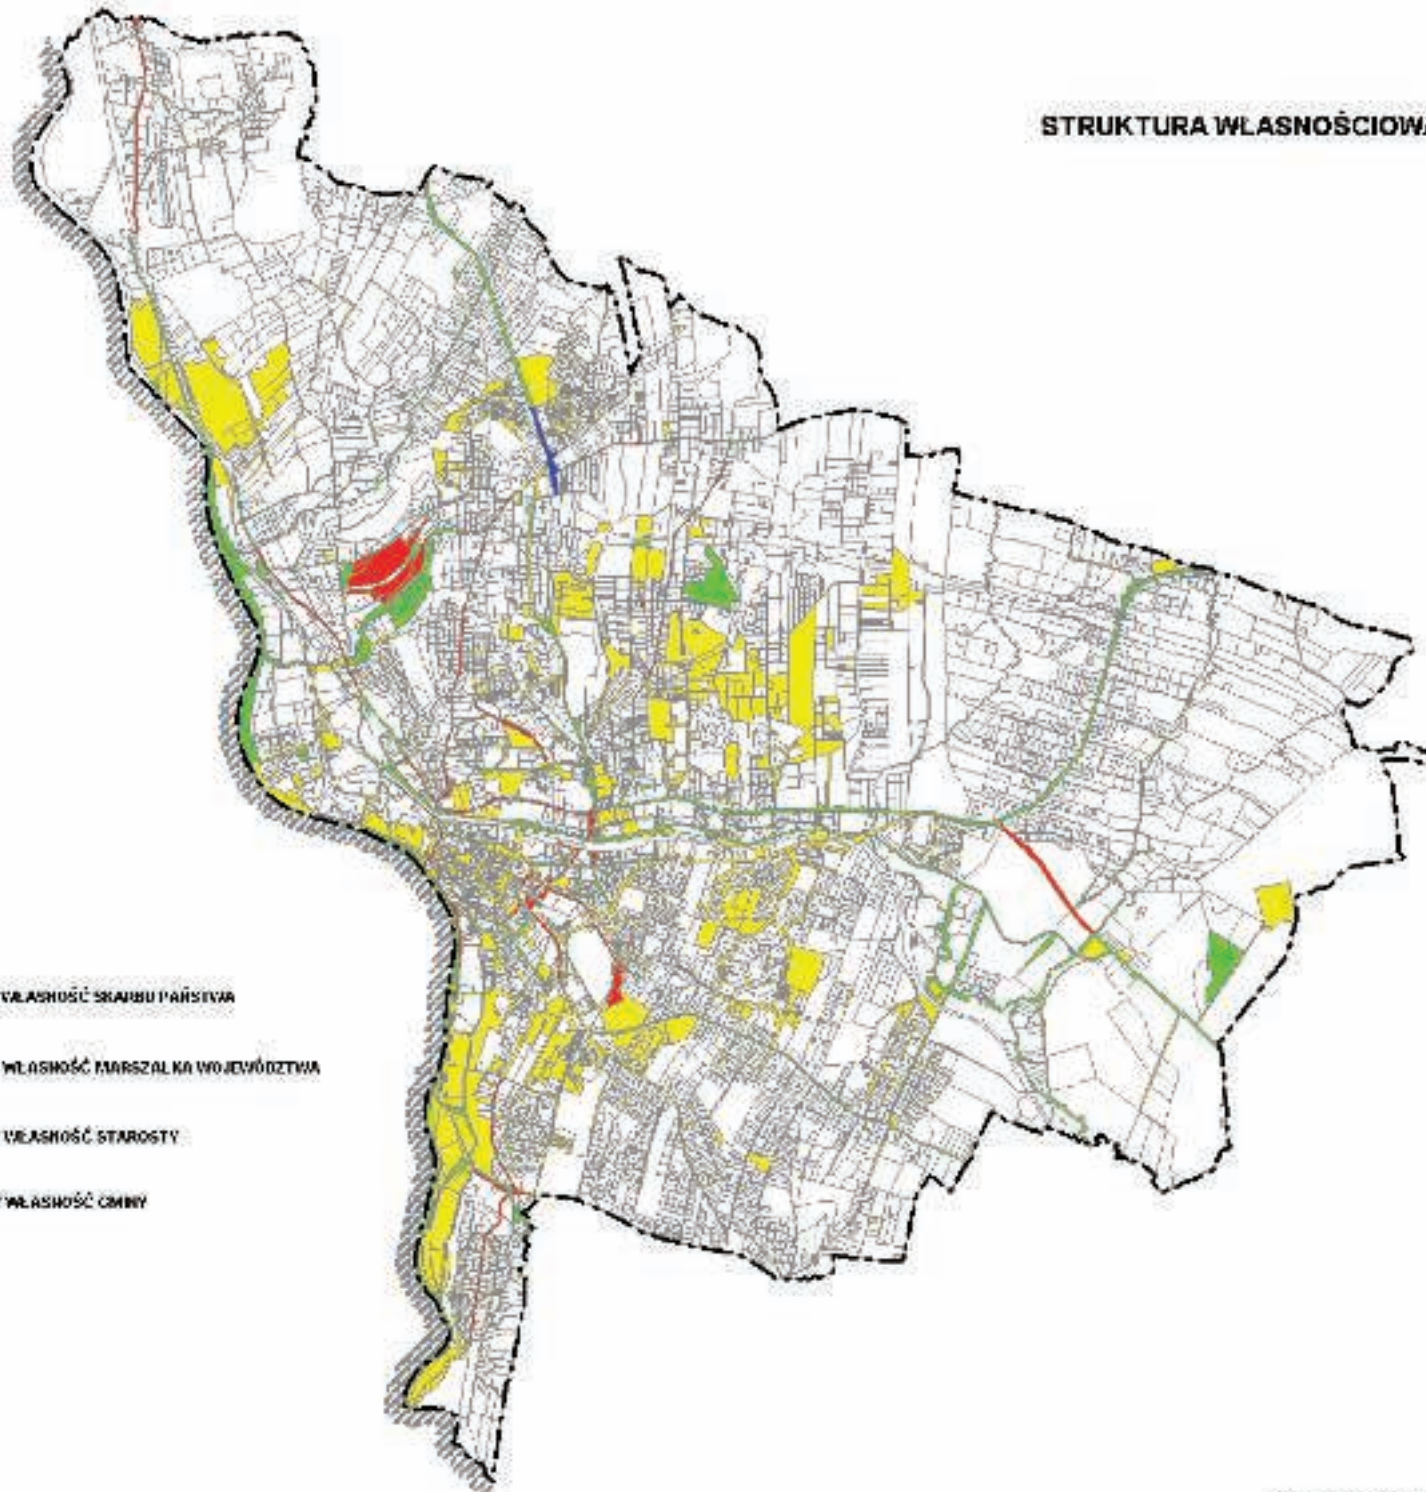 STRUKTURA WŁASNOŚCIOWA
WŁASNOŚĆ SKARBU PAŃSTWA
WŁASNOŚĆ MARSZAŁKA WOJEWÓDZTWA
WŁASNOŚĆ STAROSTY
WŁASNOŚĆ GMINY